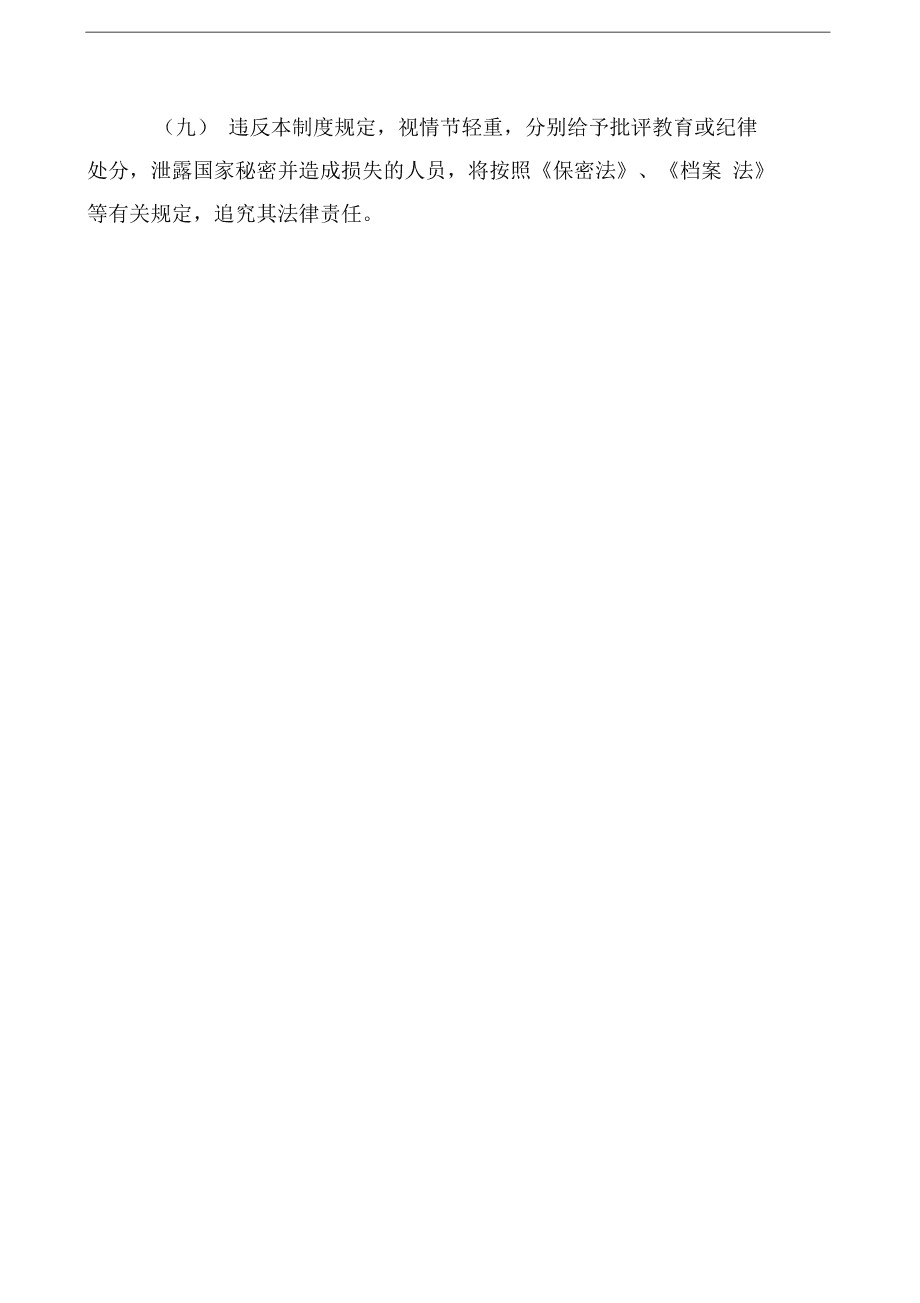 （九） 违反本制度规定，视情节轻重，分别给予批评教育或纪律
处分，泄露国家秘密并造成损失的人员，将按照《保密法》、《档案 法》
等有关规定，追究其法律责任。